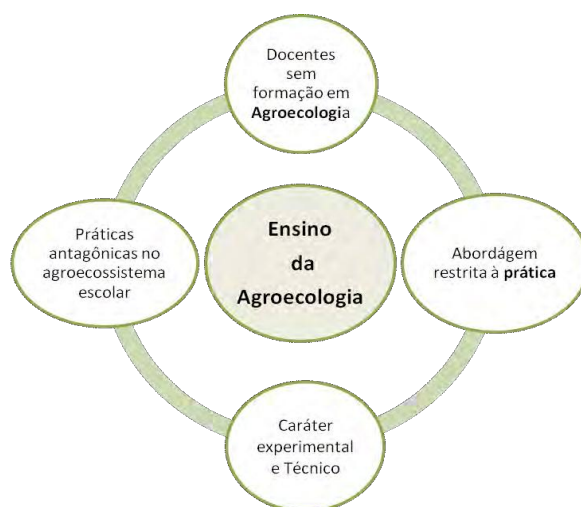 Docentes
sem
formação em
Agroecologia
Práticas
antagônicas no
agroecossistema
escolar
Ensino
da
Agroecologia
Abordágem
restrita à prática
Caráter
experimental
e Técnico